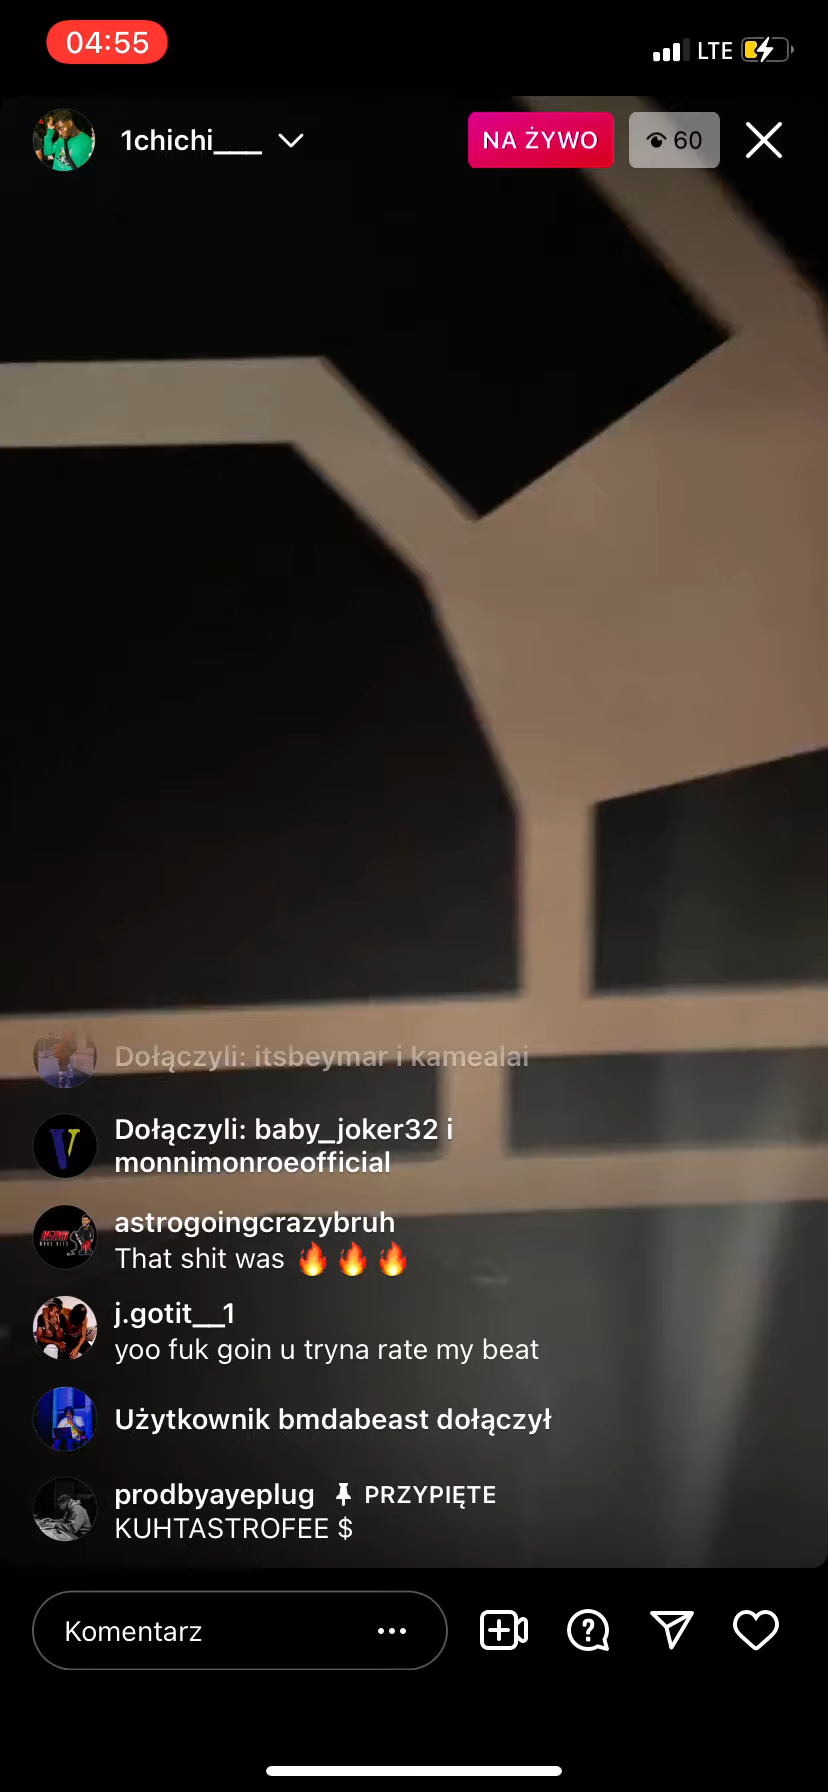 04:55
LTE
1chichi___
NA ŻYWO
60
Dołączyli: itsbeymar i kamealai
Dołączyli: baby_joker32 i
monnimonroeofficial
astrogoingcrazybruh
That shit was 🔥🔥🔥
j.gotit__1
yoo fuk goin u tryna rate my beat
Użytkownik bmdabeast dołączył
prodbyayeplug PRZYPIĘTE
KUHTASTROFEE $
Komentarz